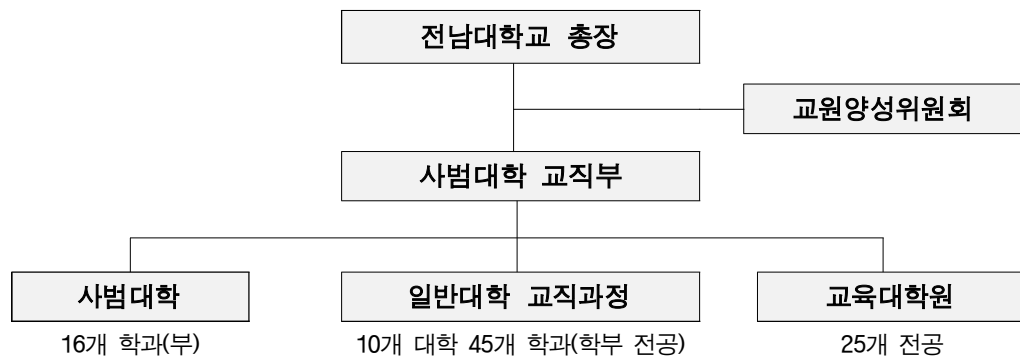 전남대학교 총장
교원양성위원회
사범대학 교직부
사범대학
일반대학 교직과정
교육대학원
16개 학과(부)
10개 대학 45개 학과(학부 전공)
25개 전공